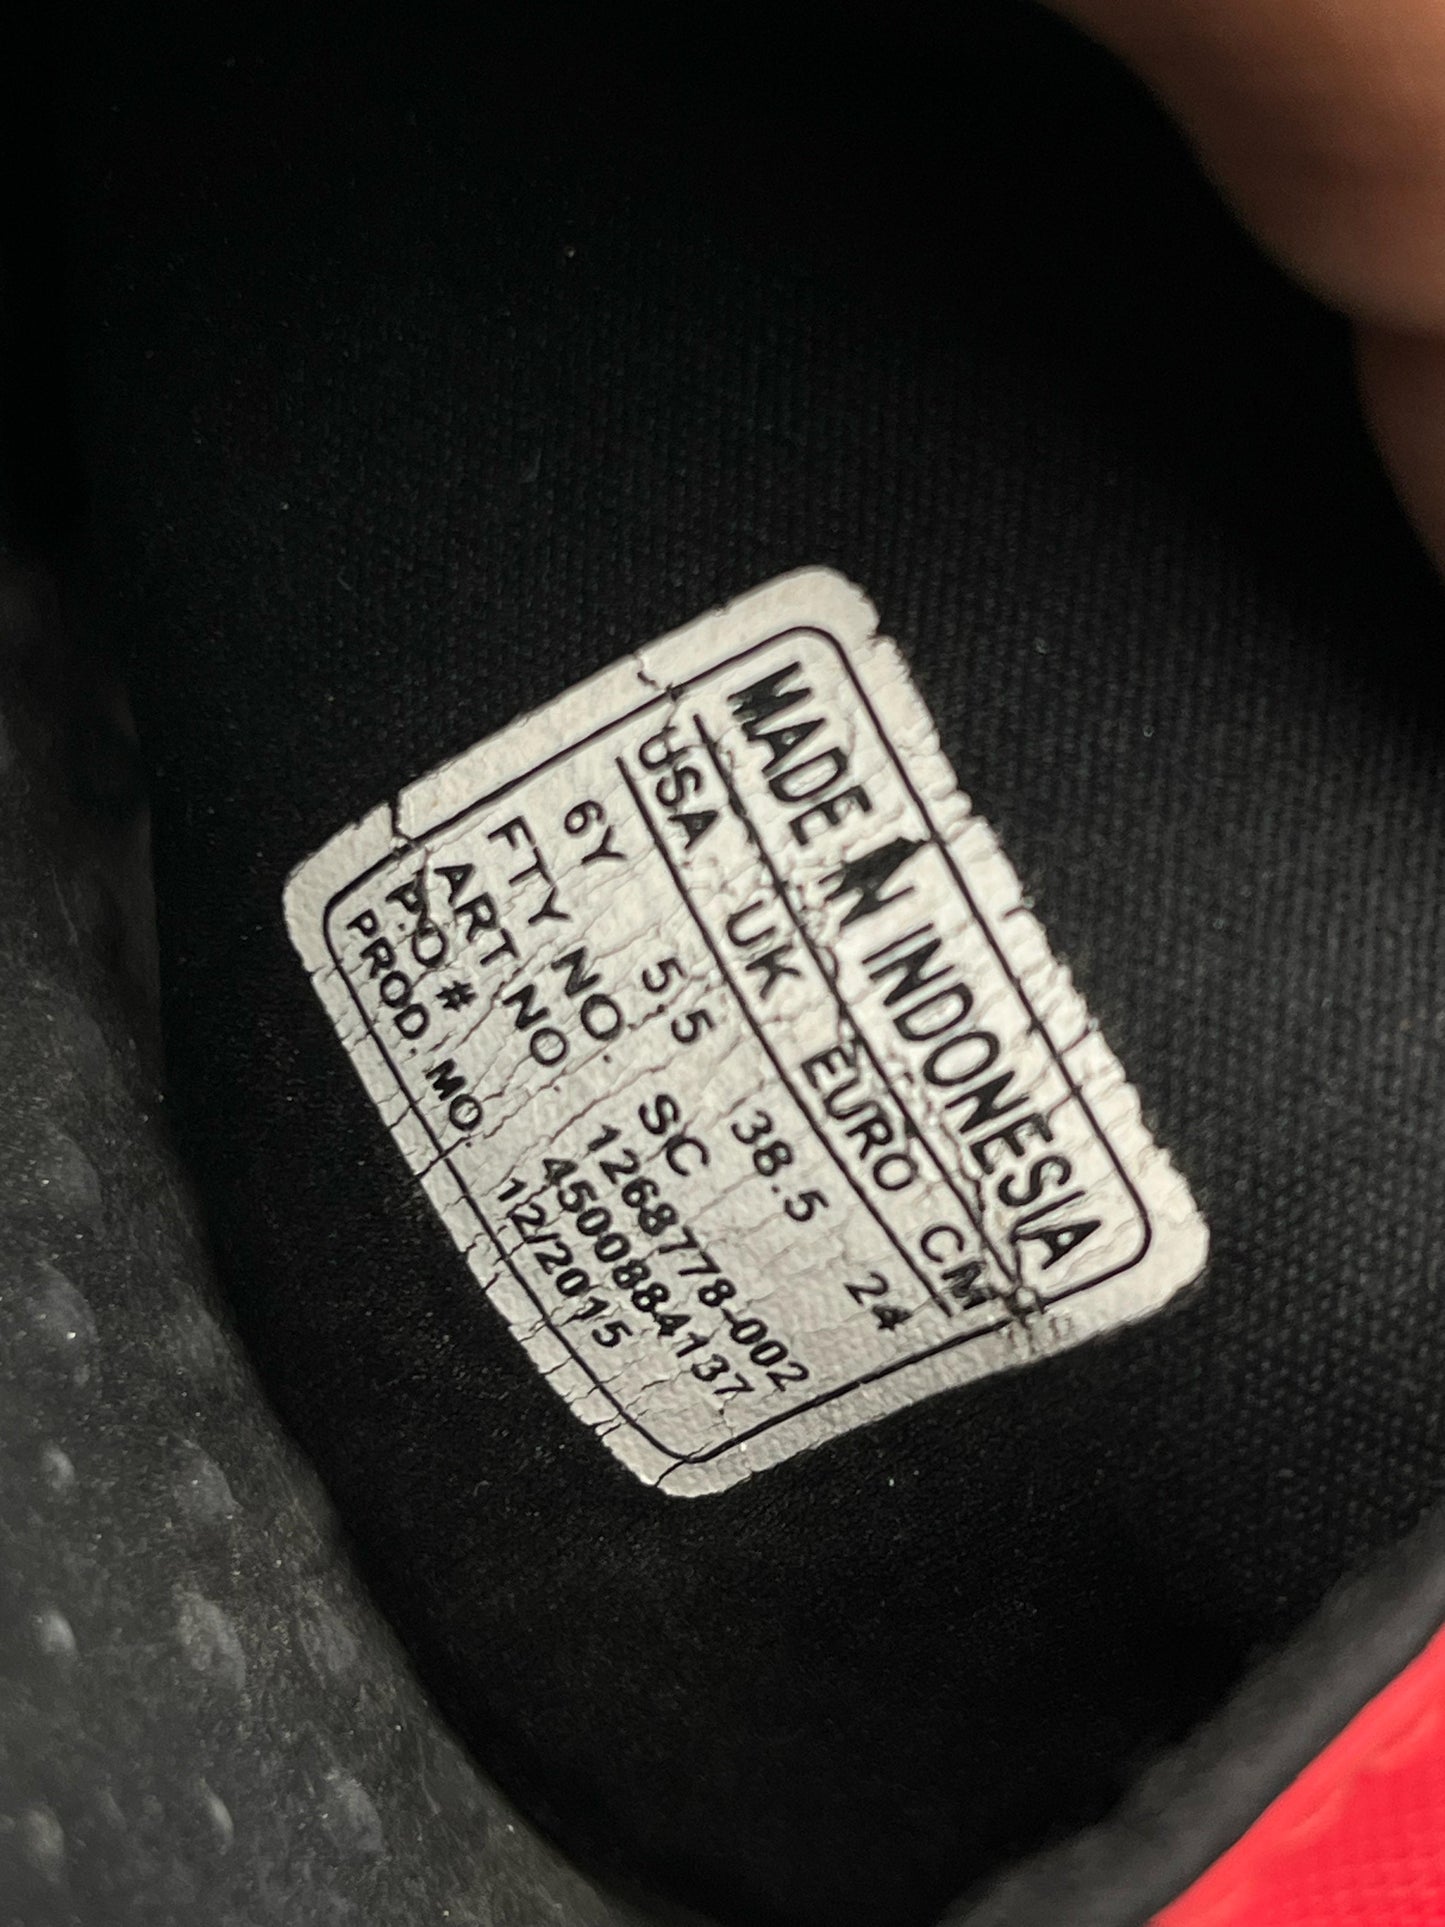 MADE IN INDONESIA
USA UK EURO CM
6Y 5.5 38.5 24
FTY NO. SC
ART NO. 1268778-002
P.O # 4500884137
PROD. MO. 12/2015